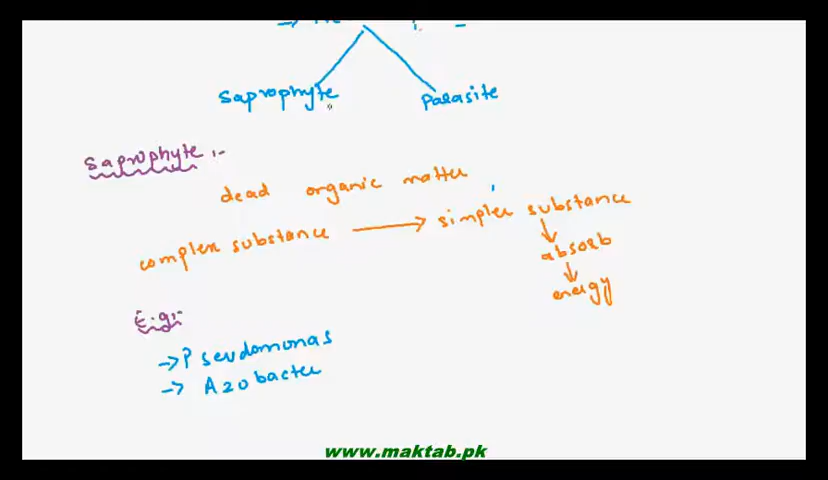 Saprophyte Parasite
Saprophyte :-
dead organic matter
complex substance → simpler substance
absorb
energy
E.g:-
→ Pseudomonas
→ Azobacter
www.maktab.pk